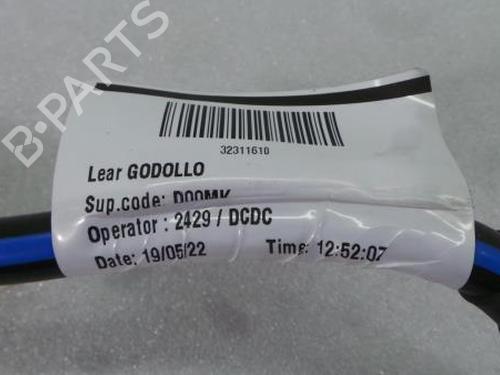 B-PARTS
32311610
Lear GODOLLO
Sup.code: D00MK
Operator : 2429 / DCDC
Date: 19/05/22 Time: 12:52:07